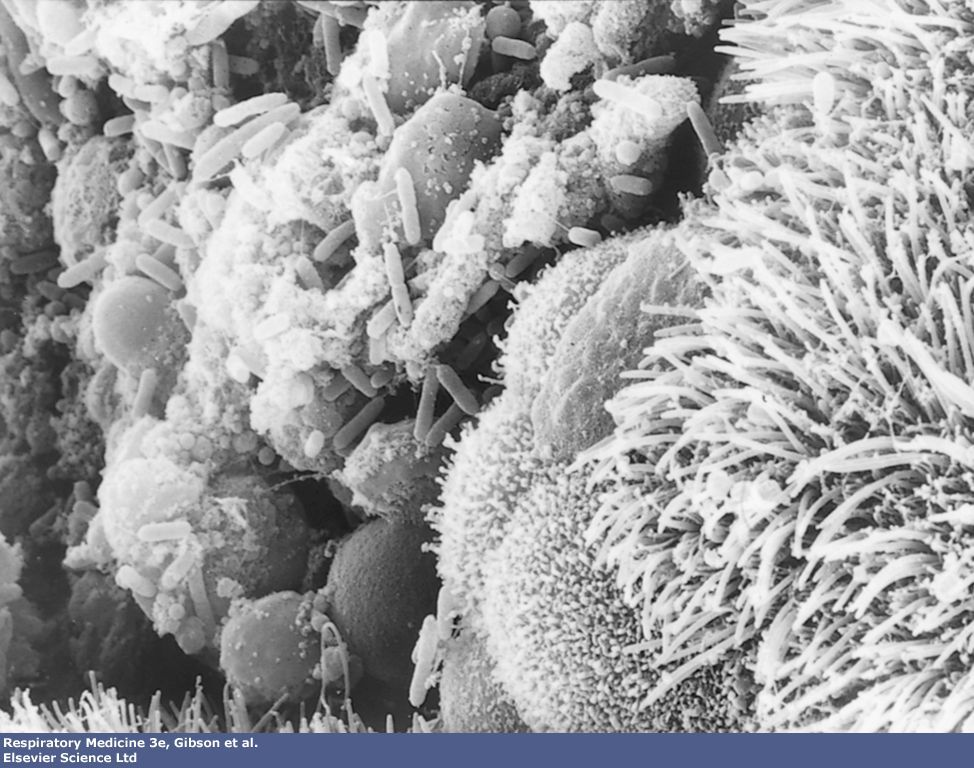 Respiratory Medicine 3e, Gibson et al.
Elsevier Science Ltd